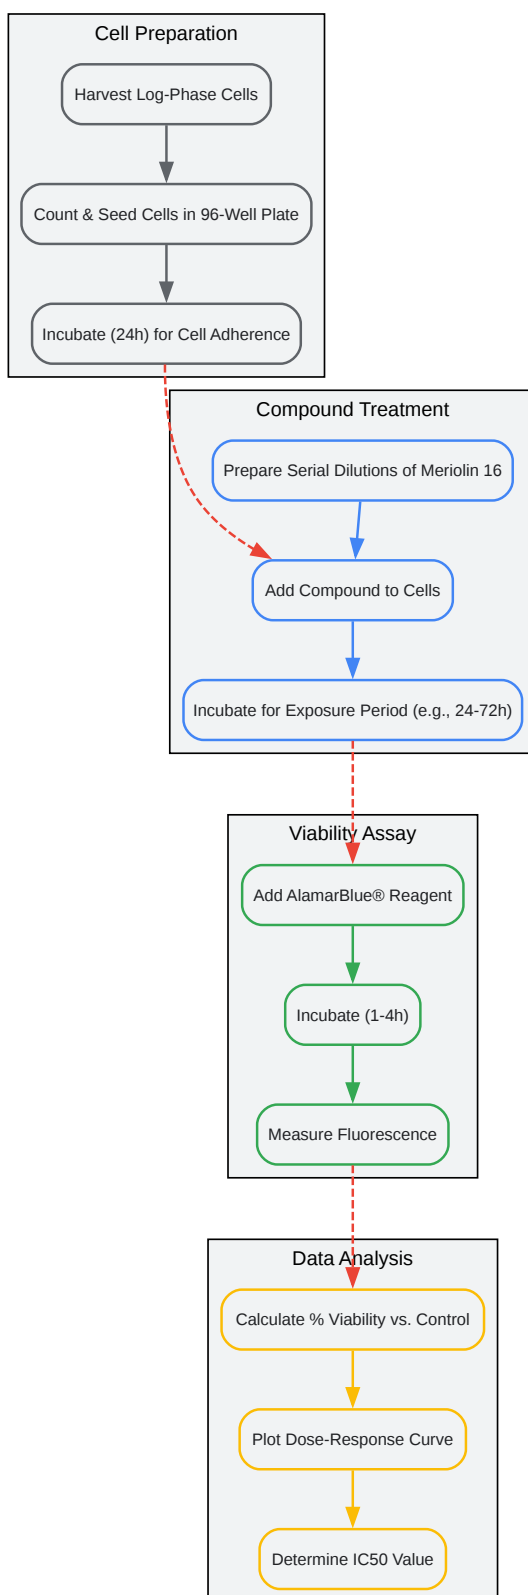 Cell Preparation
Harvest Log-Phase Cells
Count & Seed Cells in 96-Well Plate
Incubate (24h) for Cell Adherence
Compound Treatment
Prepare Serial Dilutions of Meriolin 16
Add Compound to Cells
Incubate for Exposure Period (e.g., 24-72h)
Viability Assay
Add AlamarBlue® Reagent
Incubate (1-4h)
Measure Fluorescence
Data Analysis
Calculate % Viability vs. Control
Plot Dose-Response Curve
Determine IC50 Value